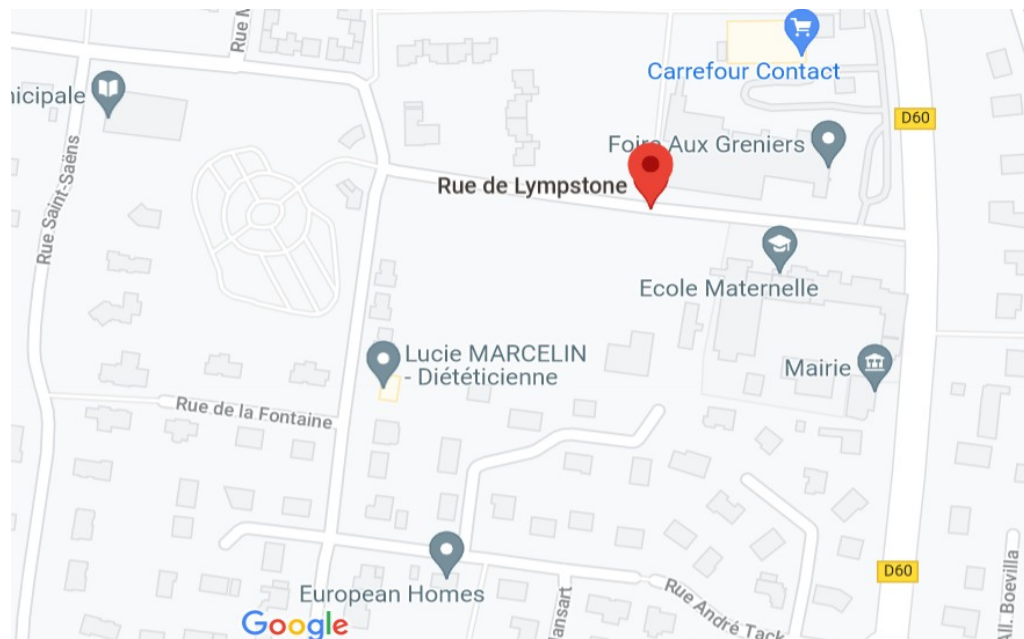 Rue M
Carrefour Contact
nicipale
D60
Foire Aux Greniers
Rue Saint-Saëns
Rue de Lympstone
Ecole Maternelle
Lucie MARCELIN
- Diététicienne
Mairie
Rue de la Fontaine
European Homes
D60
Rue André Tack
Mansart
All. Boevilla
Google